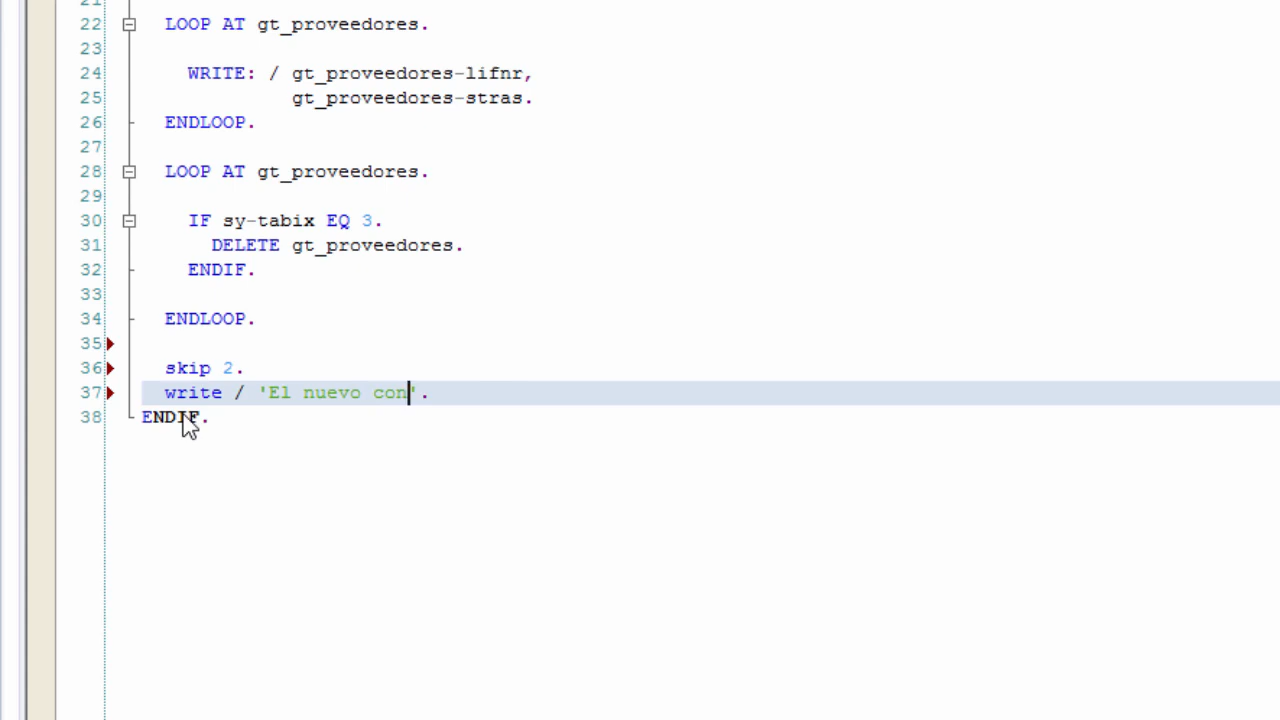 21
22 LOOP AT gt_proveedores.
23
24 WRITE: / gt_proveedores-lifnr,
25 gt_proveedores-stras.
26 ENDLOOP.
27
28 LOOP AT gt_proveedores.
29
30 IF sy-tabix EQ 3.
31 DELETE gt_proveedores.
32 ENDIF.
33
34 ENDLOOP.
35
36 skip 2.
37 write / 'El nuevo con'.
38 ENDIF.